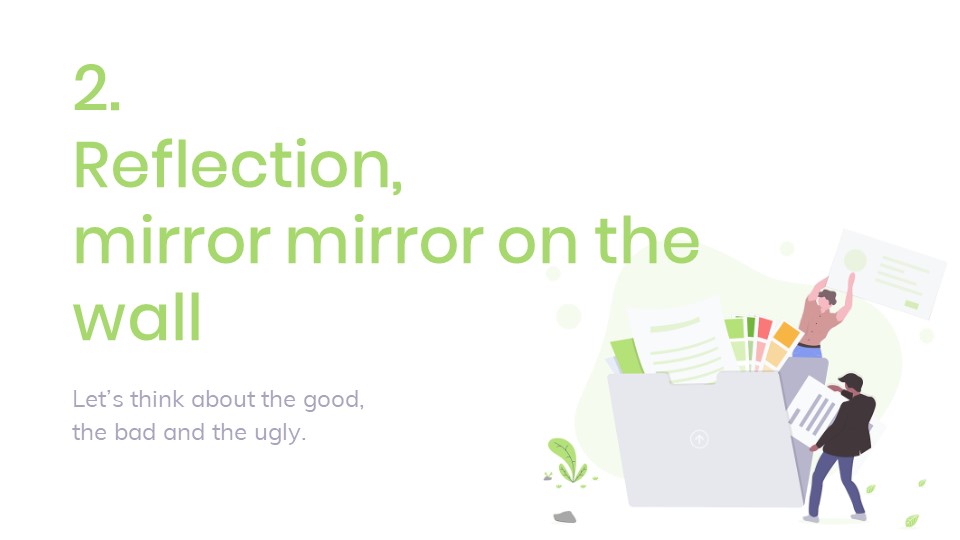 2.
Reflection,
mirror mirror on the
wall
Let’s think about the good,
the bad and the ugly.